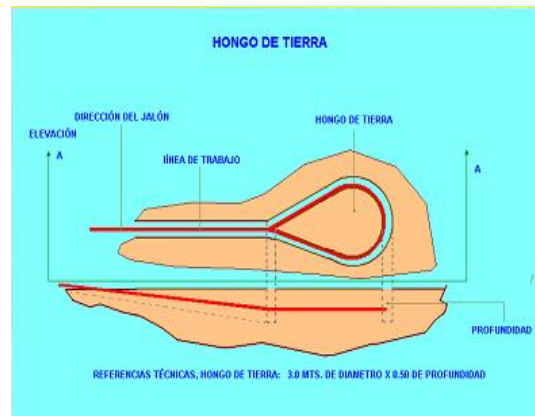 HONGO DE TIERRA
DIRECCIÓN DEL JALÓN
HONGO DE TIERRA
ELEVACIÓN
A
lÍNEA DE TRABAJO
A
PROFUNDIDAD
REFERENCIAS TÉCNICAS, HONGO DE TIERRA: 3.0 MTS. DE DIAMETRO X 0.50 DE PROFUNDIDAD